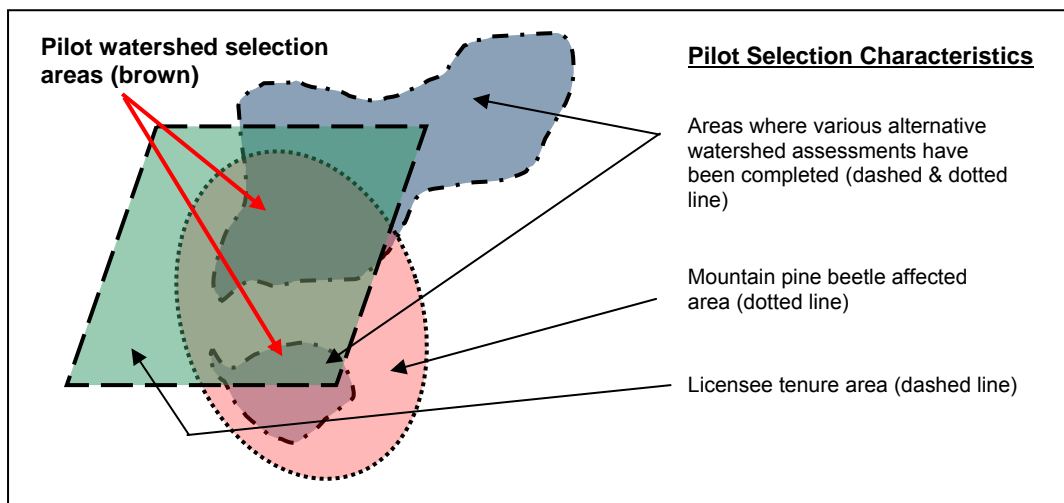 Pilot watershed selection
areas (brown)
Pilot Selection Characteristics
Areas where various alternative
watershed assessments have
been completed (dashed & dotted
line)
Mountain pine beetle affected
area (dotted line)
Licensee tenure area (dashed line)